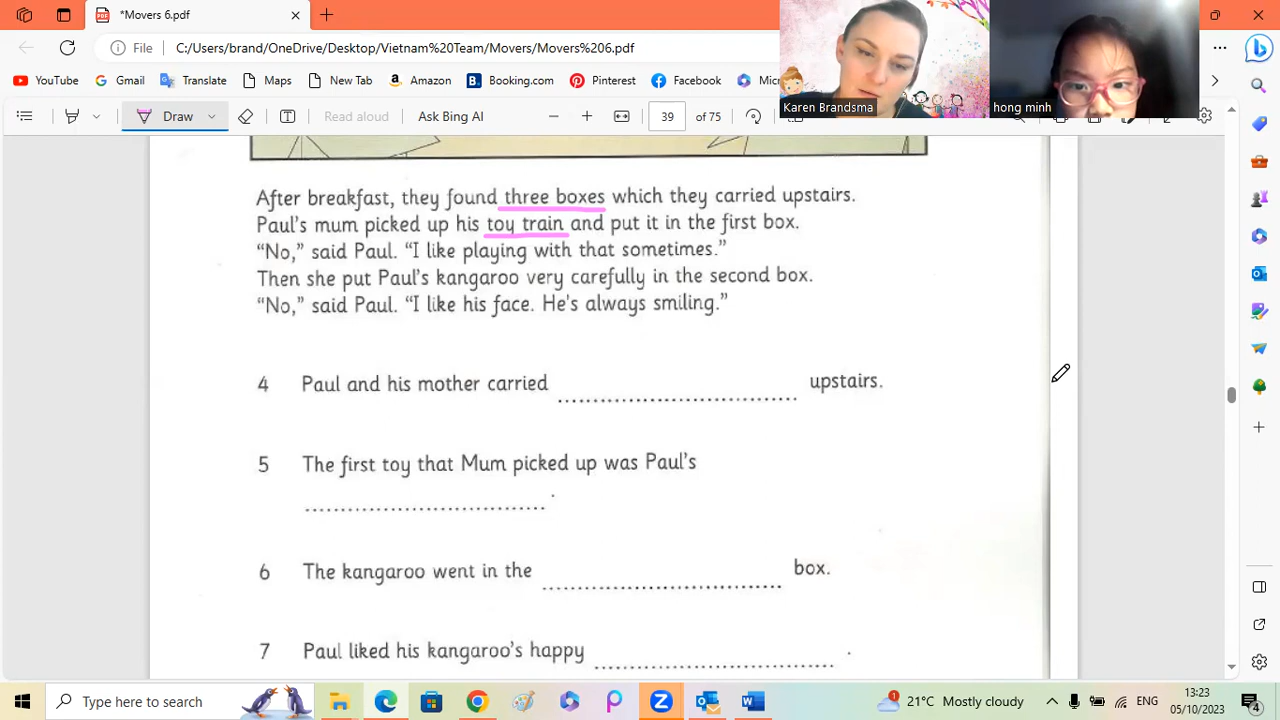 *Movers 6.pdf
File C:/Users/brand/OneDrive/Desktop/Vietnam%20Team/Movers/Movers%206.pdf
YouTube Gmail Translate Maps New Tab Amazon Booking.com Pinterest Facebook
Draw Read aloud Ask Bing AI 39 of 75
Karen Brandsma
hong minh
After breakfast, they found three boxes which they carried upstairs.
Paul's mum picked up his toy train and put it in the first box.
"No," said Paul. "I like playing with that sometimes."
Then she put Paul's kangaroo very carefully in the second box.
"No," said Paul. "I like his face. He's always smiling."
4 Paul and his mother carried ........................................ upstairs.
5 The first toy that Mum picked up was Paul's
........................................ .
6 The kangaroo went in the ........................................ box.
7 Paul liked his kangaroo's happy ........................................ .
Type here to search
1 21°C Mostly cloudy ENG
13:23
05/10/2023
4